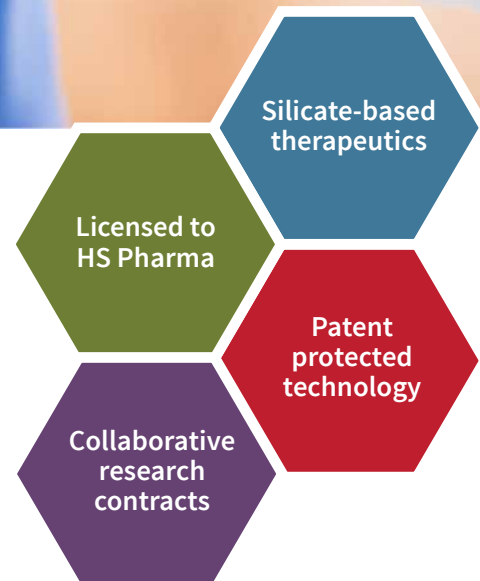 Silicate-based
therapeutics
Licensed to
HS Pharma
Patent
protected
technology
Collaborative
research
contracts